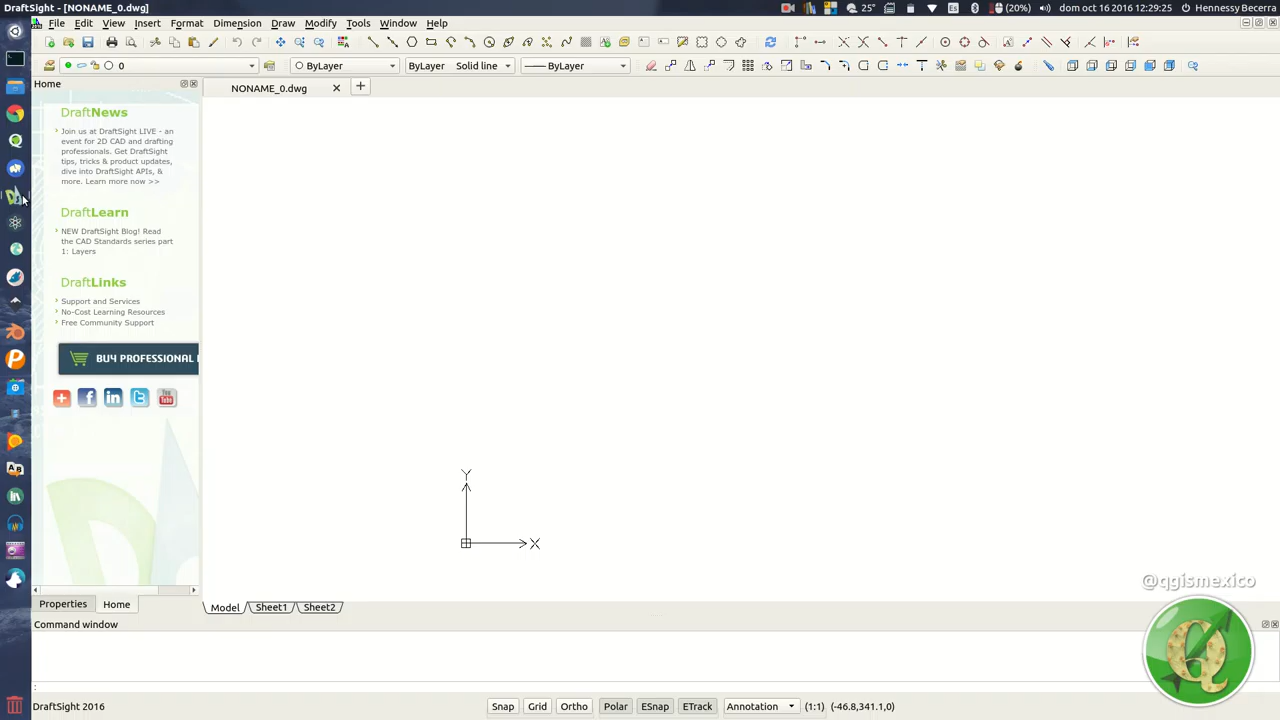 DraftSight - [NONAME_0.dwg]
25°
Es
(20%)
dom oct 16 2016 12:29:25
Hennessy Becerra
File Edit View Insert Format Dimension Draw Modify Tools Window Help
0
ByLayer
ByLayer Solid line
ByLayer
Home
NONAME_0.dwg
DraftNews
Join us at DraftSight LIVE - an
event for 2D CAD and drafting
professionals. Get DraftSight
tips, tricks & product updates,
dive into DraftSight APIs, &
more. Learn more now >>
DraftLearn
NEW DraftSight Blog! Read
the CAD Standards series part
1: Layers
DraftLinks
Support and Services
No-Cost Learning Resources
Free Community Support
BUY PROFESSIONAL
You
Tube
Y
X
@qgismexico
Properties Home
Model Sheet1 Sheet2
Command window
:
DraftSight 2016
Snap Grid Ortho Polar ESnap ETrack Annotation (1:1) (-46.8,341.1,0)